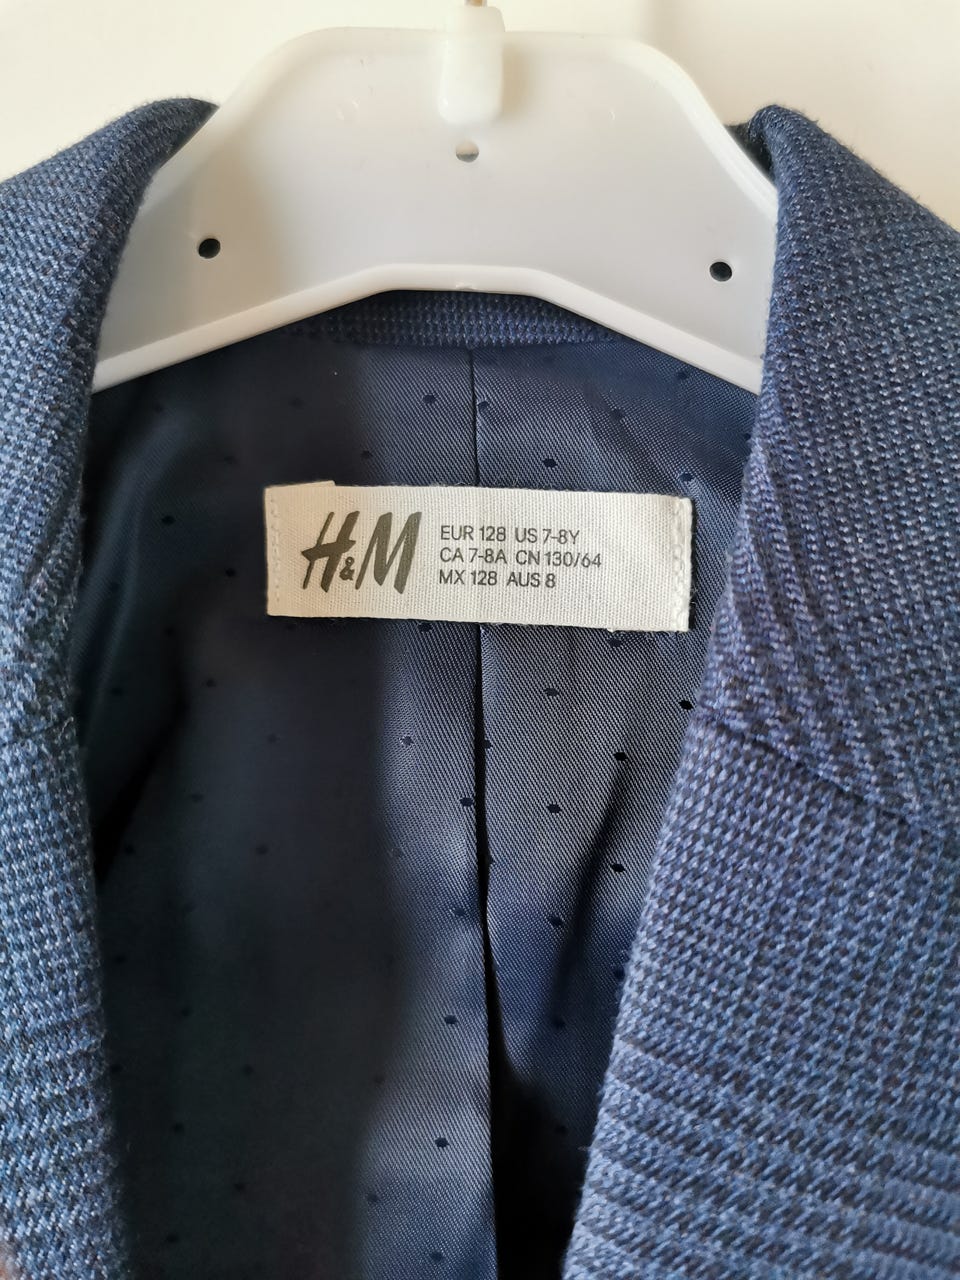 H&M
EUR 128 US 7-8Y
CA 7-8A CN 130/64
MX 128 AUS 8